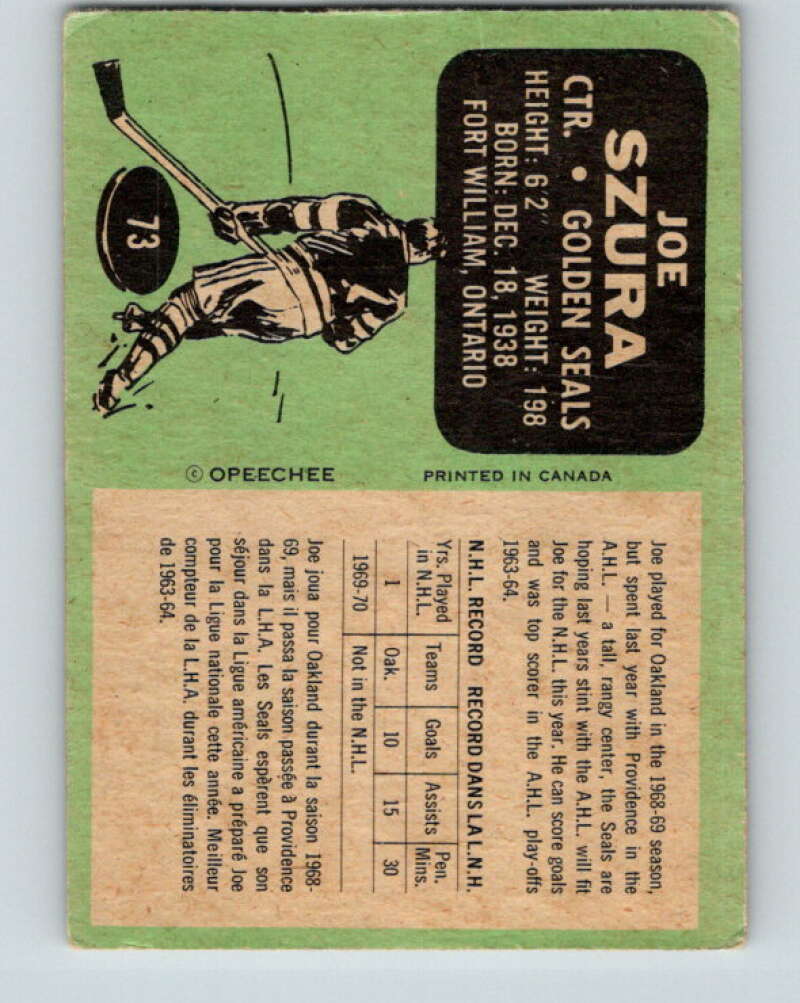 JOE
SZURA
CTR. • GOLDEN SEALS
HEIGHT: 6'2" WEIGHT: 198
BORN: DEC. 18, 1938
FORT WILLIAM, ONTARIO
73
© OPEECHEE
PRINTED IN CANADA
Joe played for Oakland in the 1968-69 season,
but spent last year with Providence in the
A.H.L. — a tall, rangy center, the Seals are
hoping last years stint with the A.H.L. will fit
Joe for the N.H.L. this year. He can score goals
and was top scorer in the A.H.L. play-offs
1963-64.
N.H.L. RECORD RECORD DANS LA L.N.H.
Yrs. Played in N.H.L. Teams Goals Assists Pen. Mins.
1 Oak. 10 15 30
1969-70 Not in the N.H.L.
Joe joua pour Oakland durant la saison 1968-
69, mais il passa la saison passée à Providence
dans la L.H.A. Les Seals espèrent que son
séjour dans la Ligue américaine a préparé Joe
pour la Ligue nationale cette année. Meilleur
compteur de la L.H.A. durant les éliminatoires
de 1963-64.